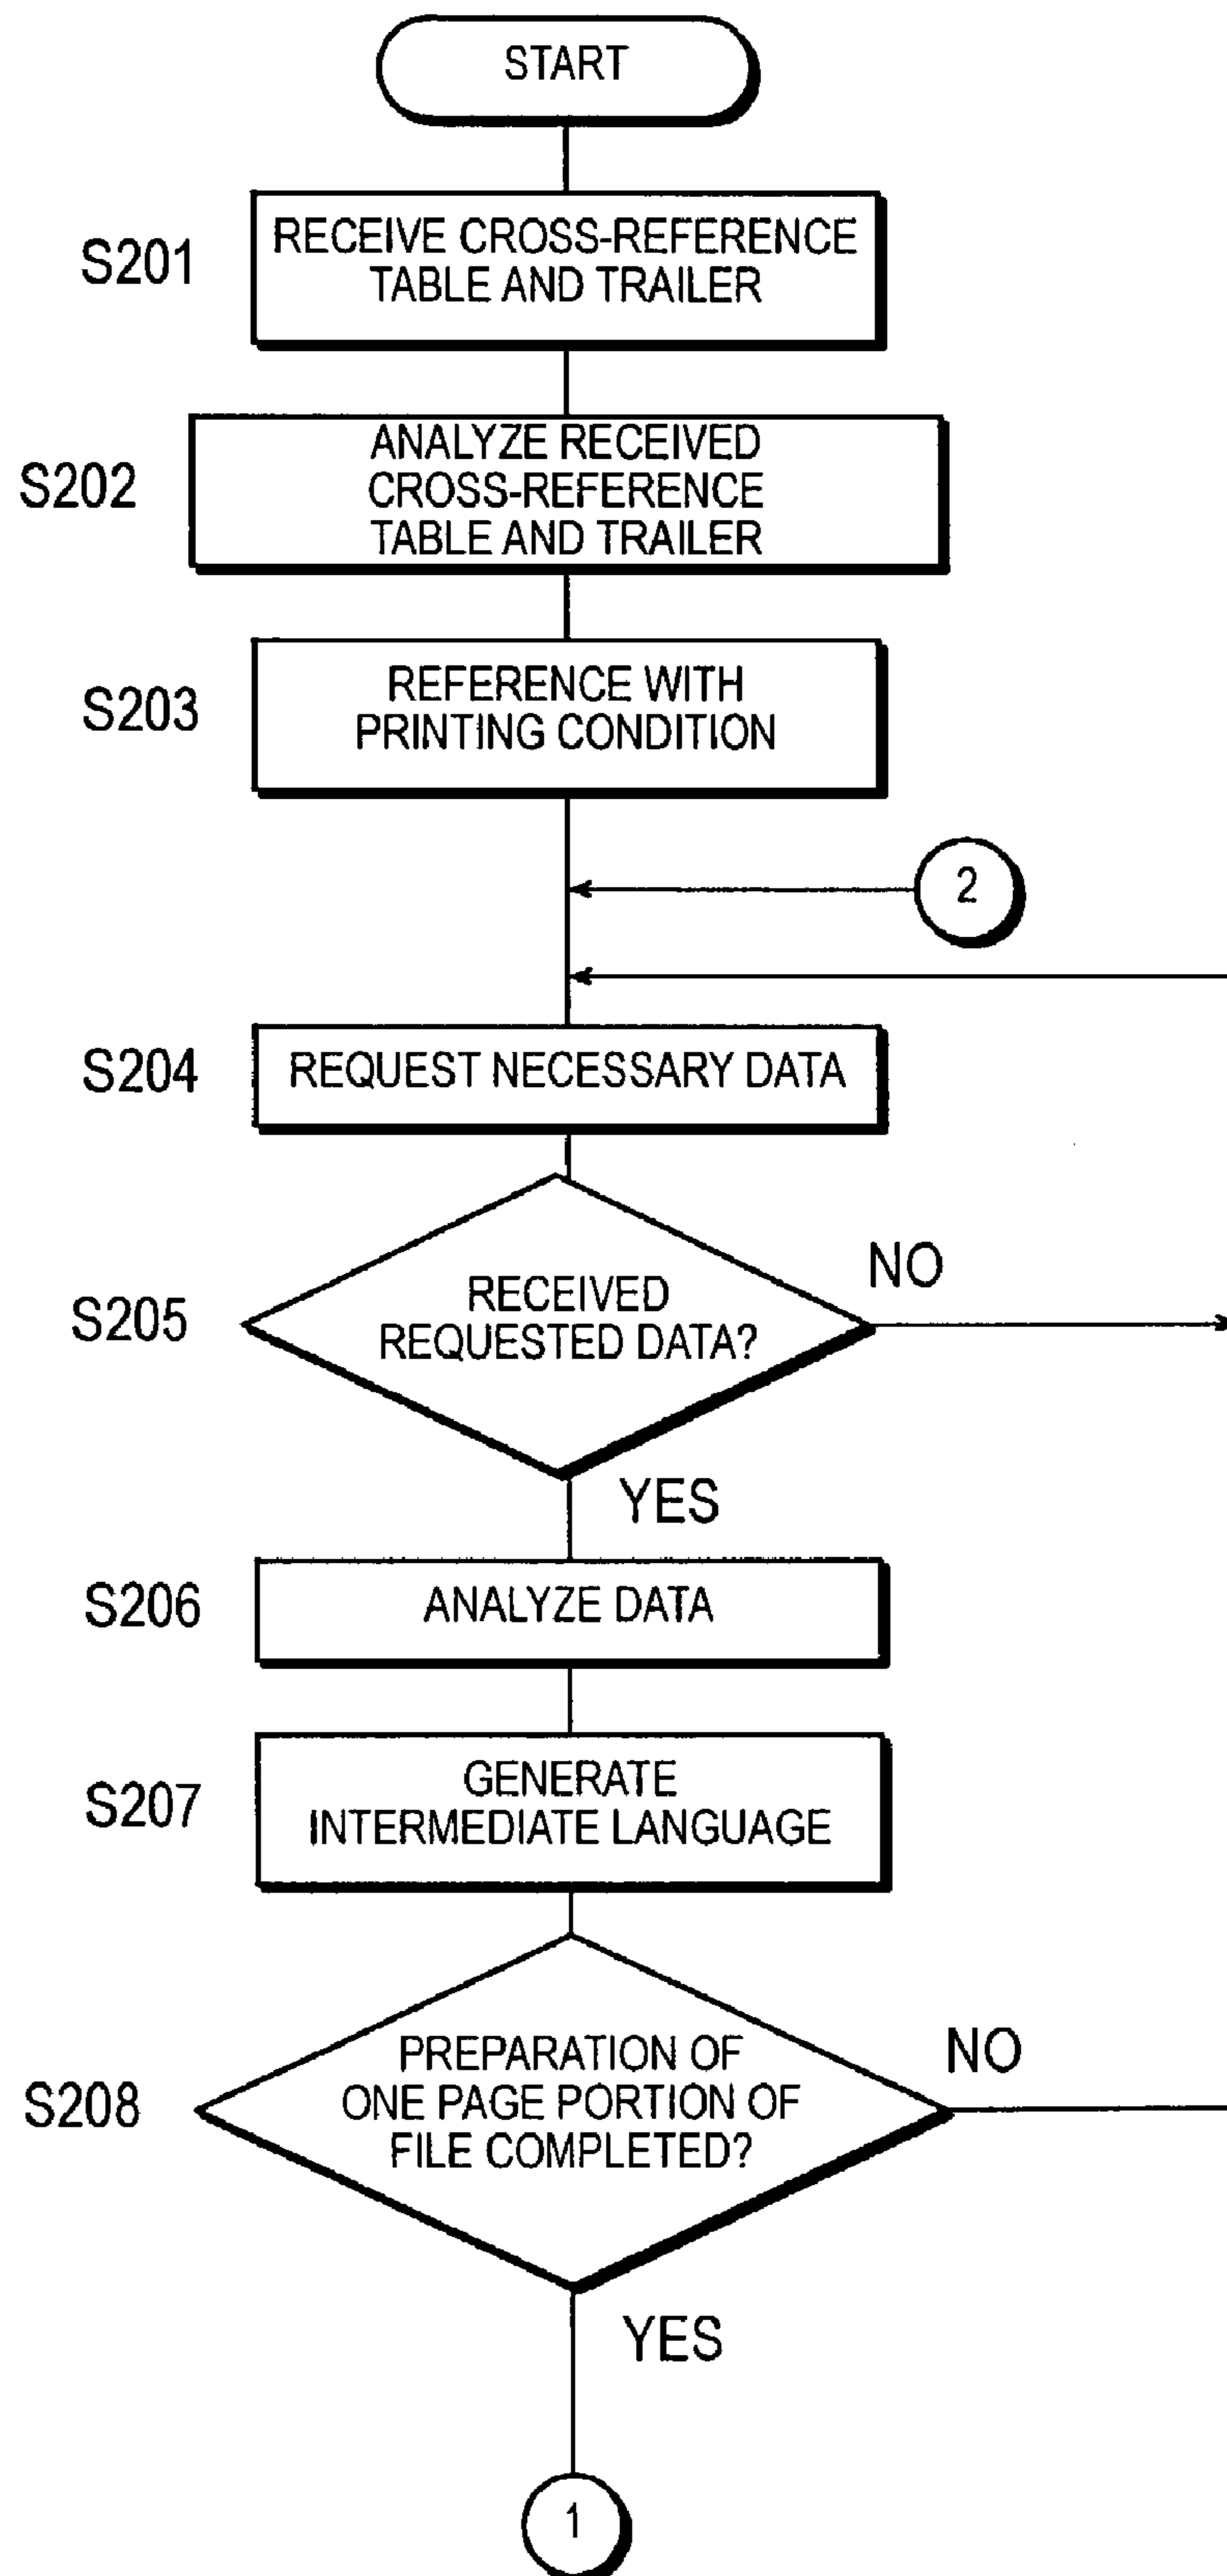 START
S201
RECEIVE CROSS-REFERENCE
TABLE AND TRAILER
S202
ANALYZE RECEIVED
CROSS-REFERENCE
TABLE AND TRAILER
S203
REFERENCE WITH
PRINTING CONDITION
2
S204
REQUEST NECESSARY DATA
S205
RECEIVED
REQUESTED DATA?
NO
YES
S206
ANALYZE DATA
S207
GENERATE
INTERMEDIATE LANGUAGE
S208
PREPARATION OF
ONE PAGE PORTION OF
FILE COMPLETED?
NO
YES
1